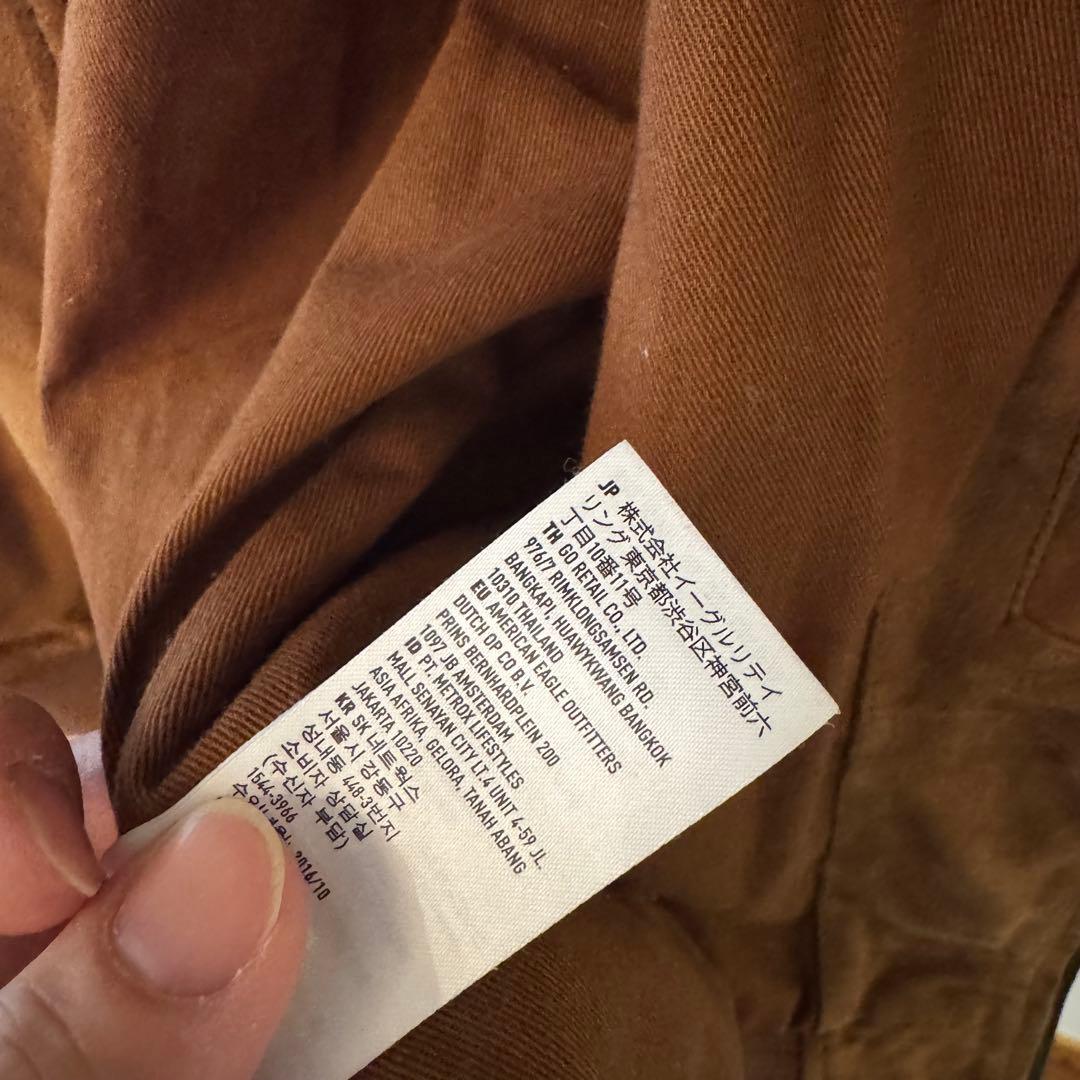 JP 株式会社イーグルリテイ
リング 東京都渋谷区神宮前六
丁目10番11号
TH GO RETAIL CO., LTD
976/7 RIMKLONGSAMSEN RD.
BANGKAPI, HUAWYKWANG BANGKOK
10310 THAILAND
EU AMERICAN EAGLE OUTFITTERS
DUTCH OP CO B.V.
PRINS BERNHARDPLEIN 200
1097 JB AMSTERDAM
ID PT. METROX LIFESTYLES
MALL SENAYAN CITY LT.4 UNIT 4-59 JL.
ASIA AFRIKA, GELORA, TANAH ABANG
JAKARTA 10220
KR SK 네트웍스
서울시 강동구
성내동 448-3번지
소비자 상담실
(수신자 부담)
1544-3966
2016/10